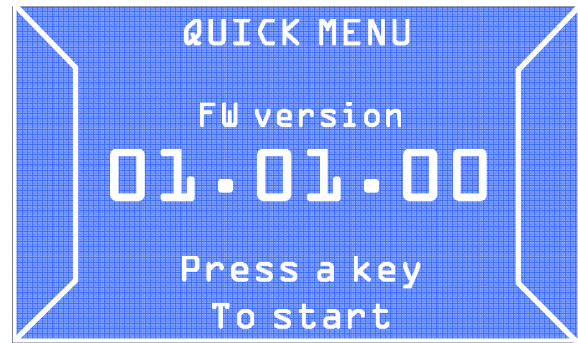 QUICK MENU
FW version
01.01.00
Press a key
To start